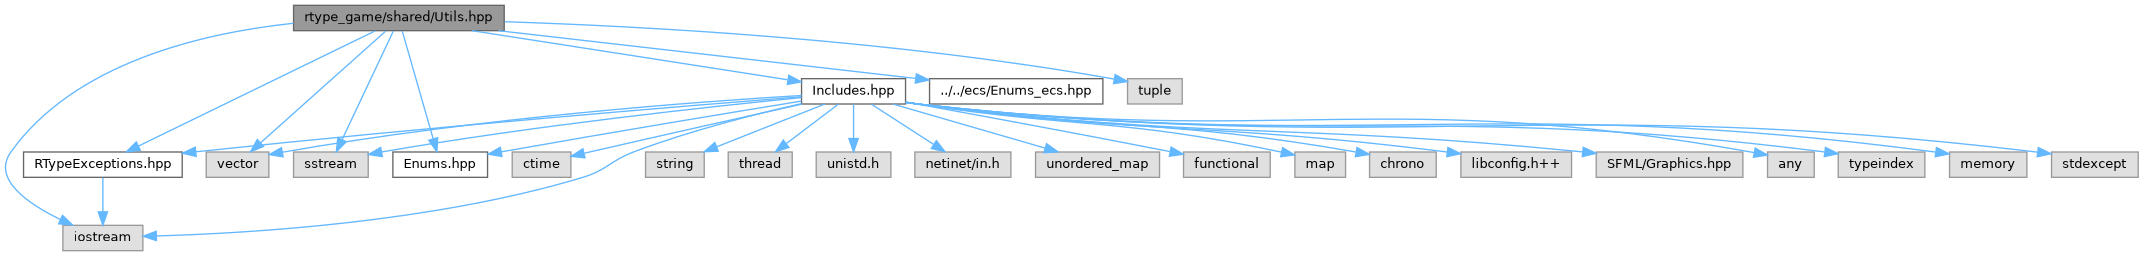 rtype_game/shared/Utils.hpp
Includes.hpp
../../ecs/Enums_ecs.hpp
tuple
RTypeExceptions.hpp
vector
sstream
Enums.hpp
ctime
string
thread
unistd.h
netinet/in.h
unordered_map
functional
map
chrono
libconfig.h++
SFML/Graphics.hpp
any
typeindex
memory
stdexcept
iostream